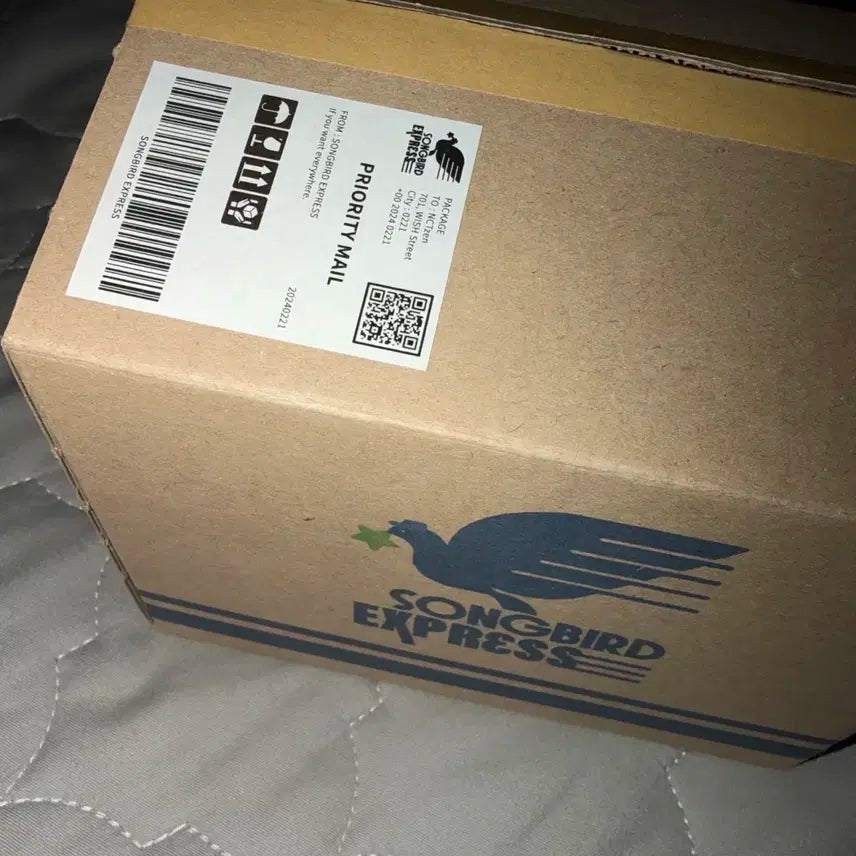 SONGBIRD
EXPRESS
PACKAGE
TO : NCTzen
701, WISH Street
City : 0221
+00 2024 0221
PRIORITY MAIL
FROM : SONGBIRD EXPRESS
If you want everywhere.
20240221
SONGBIRD EXPRESS
SONGBIRD
EXPRESS